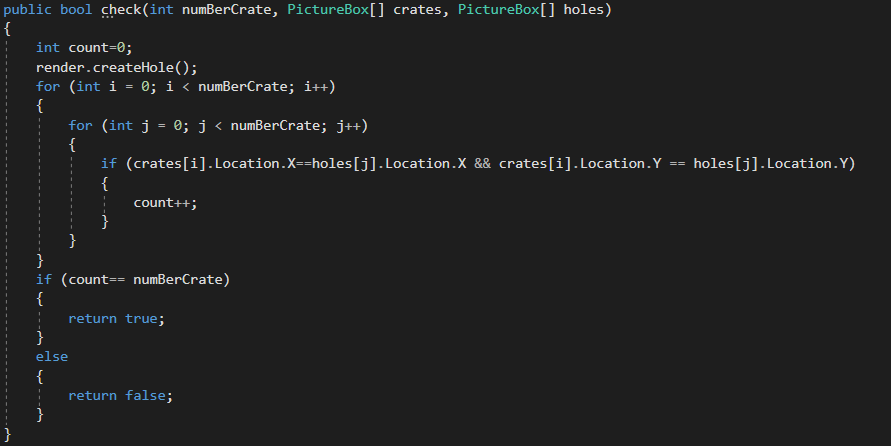 public bool check(int numBerCrate, PictureBox[] crates, PictureBox[] holes)
{
int count=0;
render.createHole();
for (int i = 0; i < numBerCrate; i++)
{
for (int j = 0; j < numBerCrate; j++)
{
if (crates[i].Location.X==holes[j].Location.X && crates[i].Location.Y == holes[j].Location.Y)
{
count++;
}
}
}
if (count== numBerCrate)
{
return true;
}
else
{
return false;
}
}